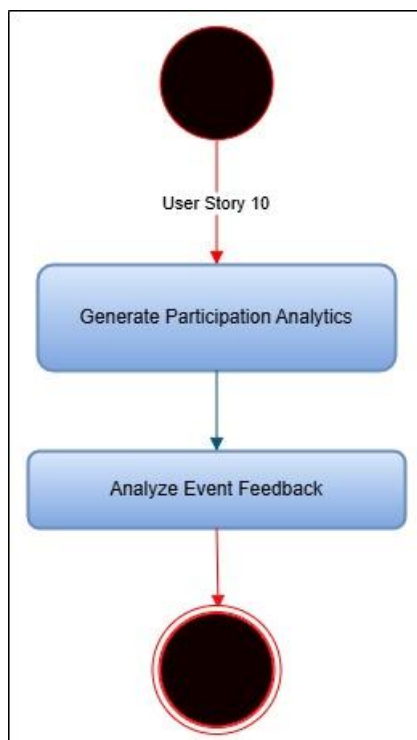 User Story 10
Generate Participation Analytics
Analyze Event Feedback